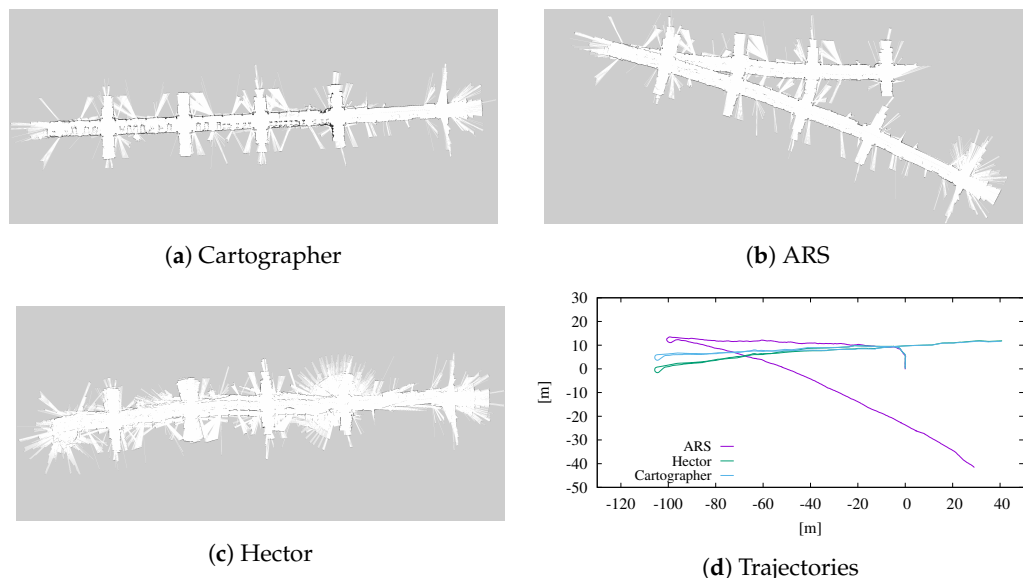 (a) Cartographer
(b) ARS
(c) Hector
30
20
10
0
-10
-20
-30
-40
-50
[m]
ARS
Hector
Cartographer
-120 -100 -80 -60 -40 -20 0 20 40
[m]
(d) Trajectories